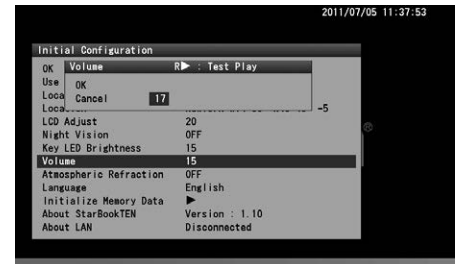 2011/07/05 11:37:53
Initial Configuration
OK Volume R▶ : Test Play
Use OK
Loca Cancel 17
-5
LCD Adjust 20
Night Vision OFF
Key LED Brightness 15
Volume 15
Atmospheric Refraction OFF
Language English
Initialize Memory Data ▶
About StarBookTEN Version : 1.10
About LAN Disconnected